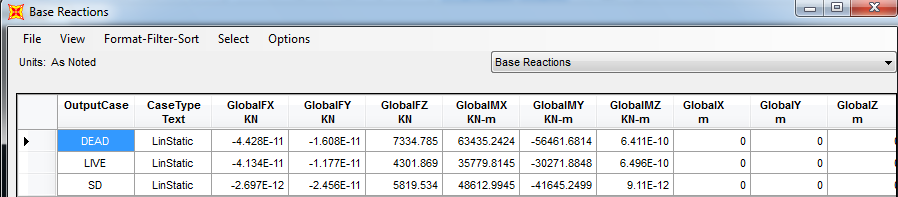 Base Reactions
File View Format-Filter-Sort Select Options
Units: As Noted Base Reactions
OutputCase CaseType GlobalFX GlobalFY GlobalFZ GlobalMX GlobalMY GlobalMZ GlobalX GlobalY GlobalZ
Text KN KN KN KN-m KN-m KN-m m m m
DEAD LinStatic -4.428E-11 -1.608E-11 7334.785 63435.2424 -56461.6814 6.411E-10 0 0 0
LIVE LinStatic -4.134E-11 -1.177E-11 4301.869 35779.8145 -30271.8848 6.496E-10 0 0 0
SD LinStatic -2.697E-12 -2.456E-11 5819.534 48612.9945 -41645.2499 9.11E-12 0 0 0